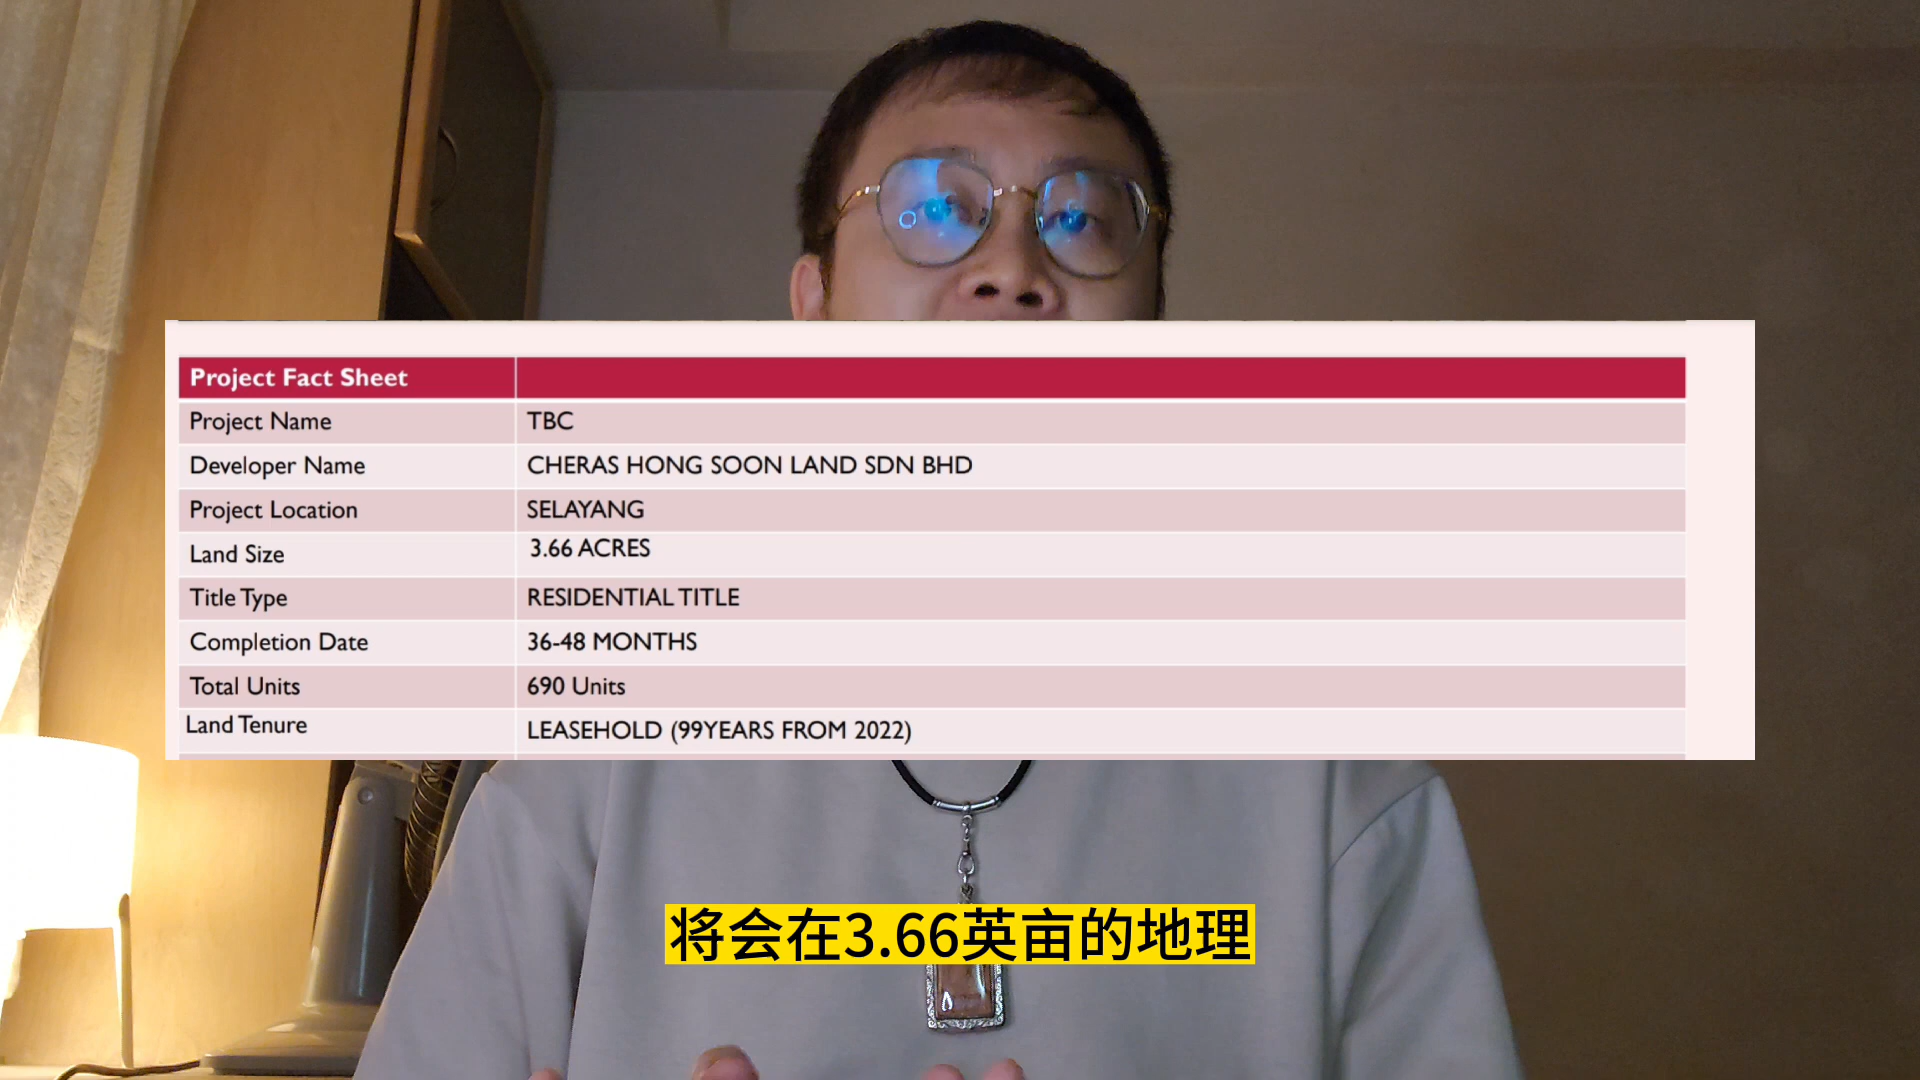 Project Fact Sheet
Project Name TBC
Developer Name CHERAS HONG SOON LAND SDN BHD
Project Location SELAYANG
Land Size 3.66 ACRES
Title Type RESIDENTIAL TITLE
Completion Date 36-48 MONTHS
Total Units 690 Units
Land Tenure LEASEHOLD (99YEARS FROM 2022)
将会在3.66英亩的地理